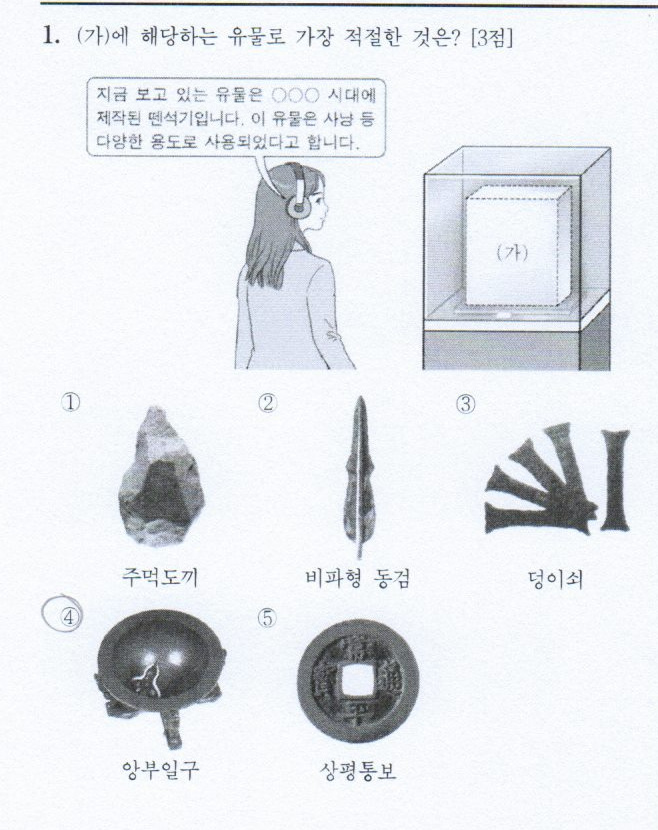 1. (가)에 해당하는 유물로 가장 적절한 것은? [3점]
지금 보고 있는 유물은 ○○○ 시대에
제작된 뗀석기입니다. 이 유물은 사냥 등
다양한 용도로 사용되었다고 합니다.
(가)
① ② ③
주먹도끼 비파형 동검 덩이쇠
④ ⑤
앙부일구 상평통보